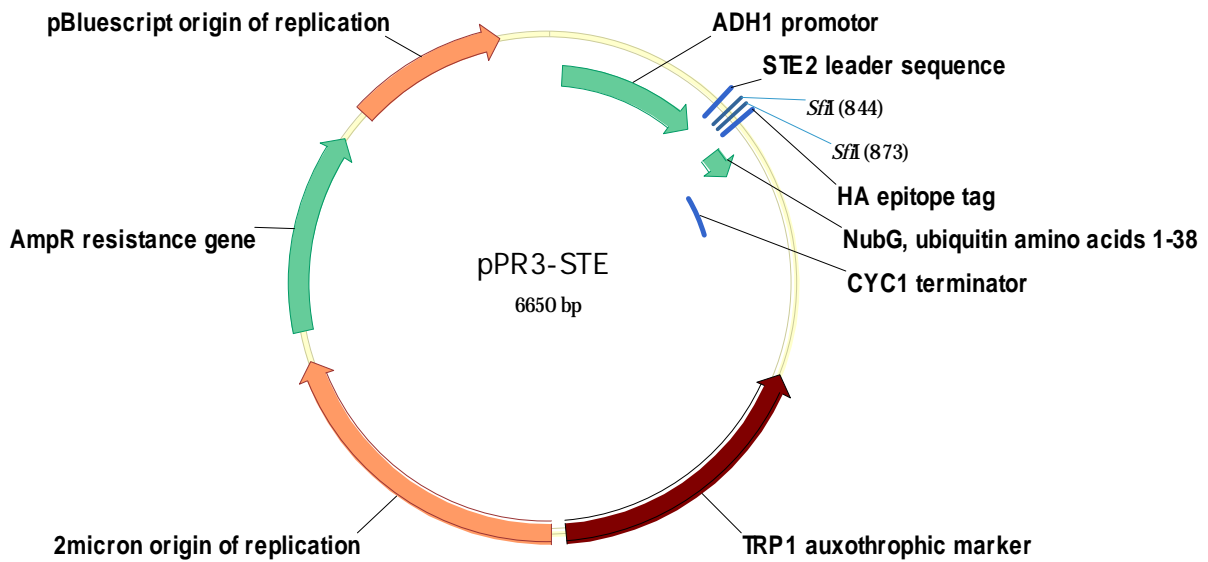 pBluescript origin of replication
ADH1 promotor
STE2 leader sequence
SfiI (844)
SfiI (873)
HA epitope tag
NubG, ubiquitin amino acids 1-38
CYC1 terminator
AmpR resistance gene
pPR3-STE
6650 bp
2micron origin of replication
TRP1 auxothrophic marker